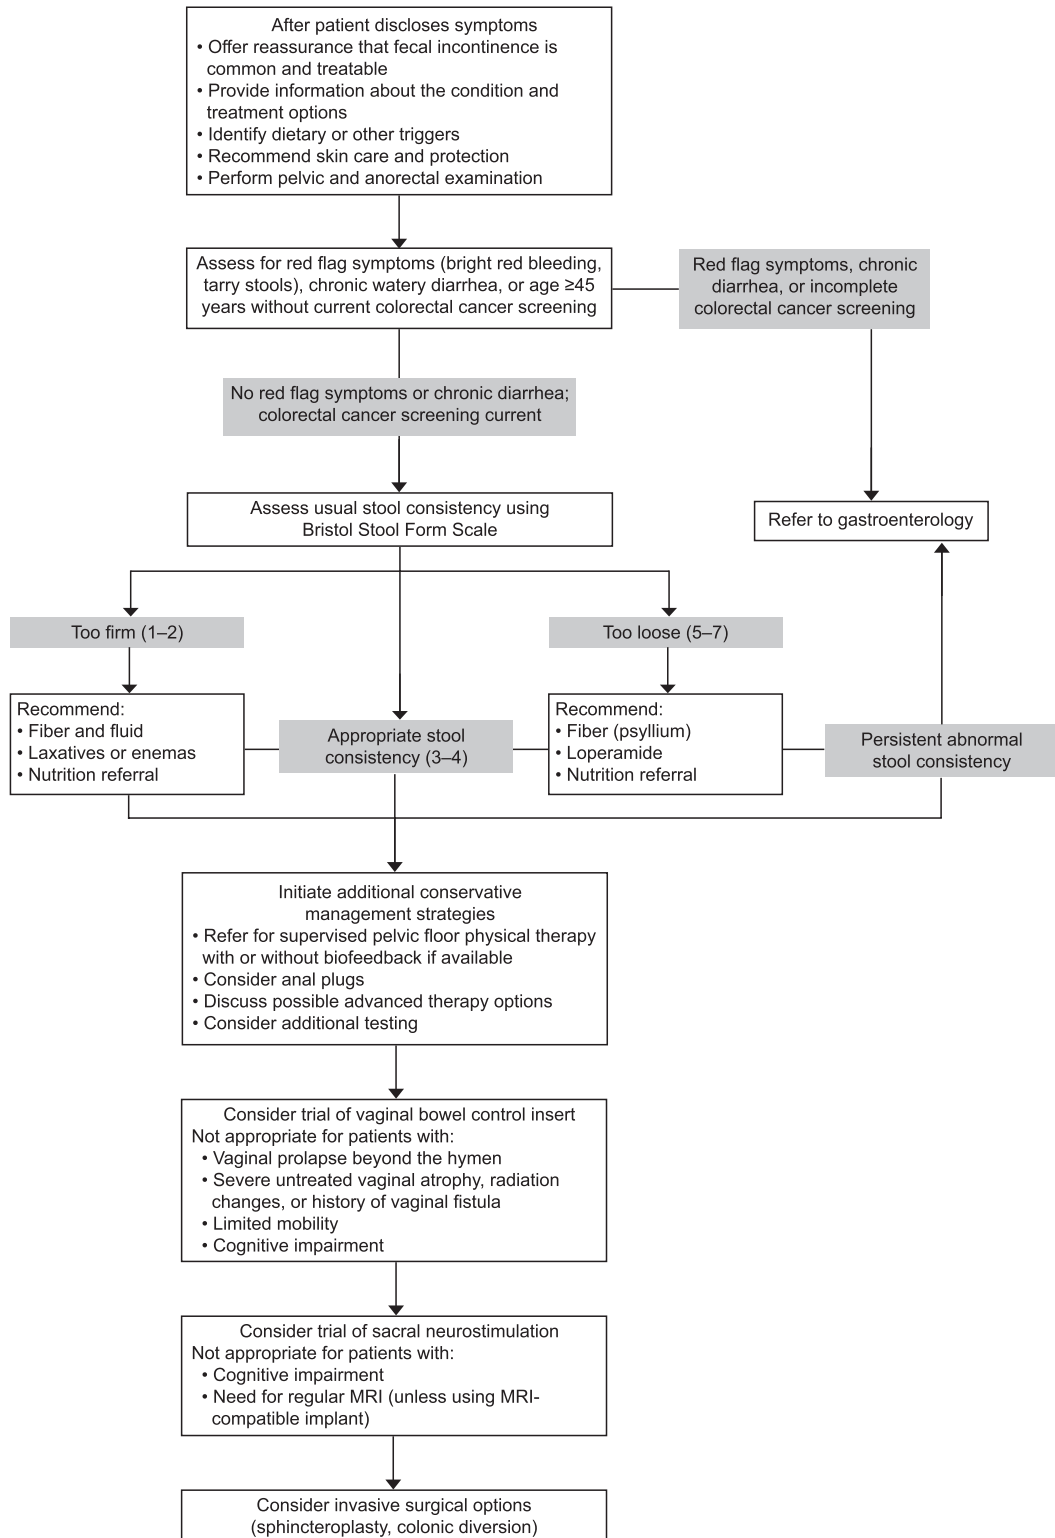 After patient discloses symptoms
• Offer reassurance that fecal incontinence is
common and treatable
• Provide information about the condition and
treatment options
• Identify dietary or other triggers
• Recommend skin care and protection
• Perform pelvic and anorectal examination
Assess for red flag symptoms (bright red bleeding,
tarry stools), chronic watery diarrhea, or age ≥45
years without current colorectal cancer screening
Red flag symptoms, chronic
diarrhea, or incomplete
colorectal cancer screening
No red flag symptoms or chronic diarrhea;
colorectal cancer screening current
Assess usual stool consistency using
Bristol Stool Form Scale
Refer to gastroenterology
Too firm (1–2)
Too loose (5–7)
Recommend:
• Fiber and fluid
• Laxatives or enemas
• Nutrition referral
Appropriate stool
consistency (3–4)
Recommend:
• Fiber (psyllium)
• Loperamide
• Nutrition referral
Persistent abnormal
stool consistency
Initiate additional conservative
management strategies
• Refer for supervised pelvic floor physical therapy
with or without biofeedback if available
• Consider anal plugs
• Discuss possible advanced therapy options
• Consider additional testing
Consider trial of vaginal bowel control insert
Not appropriate for patients with:
• Vaginal prolapse beyond the hymen
• Severe untreated vaginal atrophy, radiation
changes, or history of vaginal fistula
• Limited mobility
• Cognitive impairment
Consider trial of sacral neurostimulation
Not appropriate for patients with:
• Cognitive impairment
• Need for regular MRI (unless using MRI-
compatible implant)
Consider invasive surgical options
(sphincteroplasty, colonic diversion)